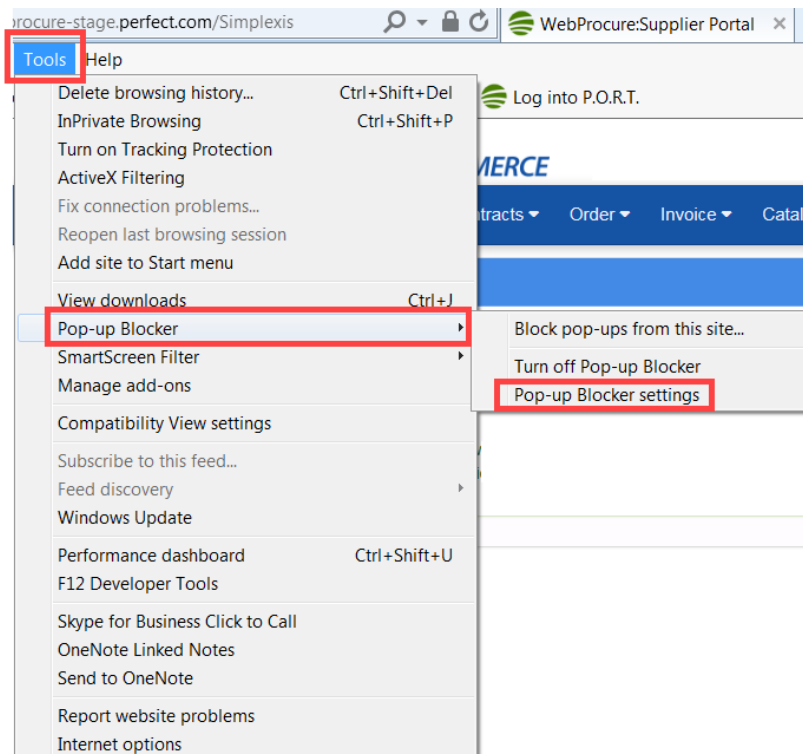 procure-stage.perfect.com/Simplexis
WebProcure:Supplier Portal
Tools Help
Log into P.O.R.T.
Delete browsing history... Ctrl+Shift+Del
InPrivate Browsing Ctrl+Shift+P
Turn on Tracking Protection
ActiveX Filtering
Fix connection problems...
Reopen last browsing session
Add site to Start menu
View downloads Ctrl+J
Pop-up Blocker
SmartScreen Filter
Manage add-ons
Compatibility View settings
Subscribe to this feed...
Feed discovery
Windows Update
Performance dashboard Ctrl+Shift+U
F12 Developer Tools
Skype for Business Click to Call
OneNote Linked Notes
Send to OneNote
Report website problems
Internet options
MERCE
tracts Order Invoice Catal
Block pop-ups from this site...
Turn off Pop-up Blocker
Pop-up Blocker settings